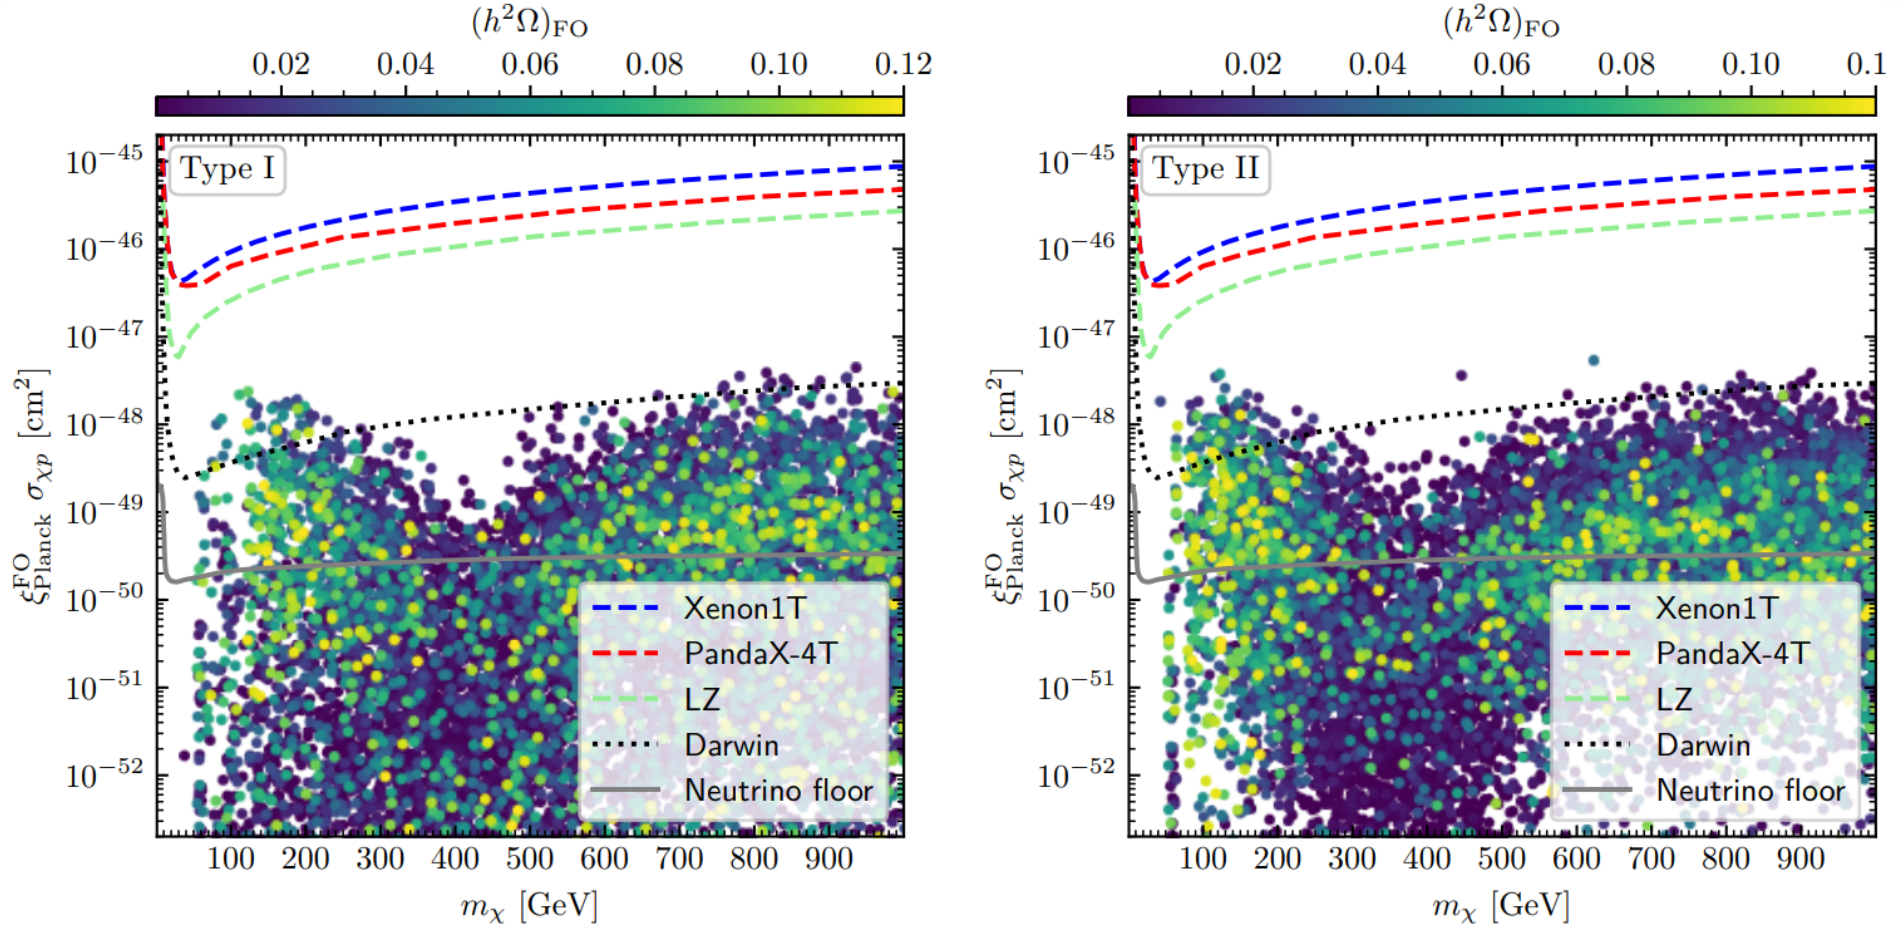 (h²Ω)FO
0.02 0.04 0.06 0.08 0.10 0.12
Type I
10⁻⁴⁵
10⁻⁴⁶
10⁻⁴⁷
10⁻⁴⁸
10⁻⁴⁹
10⁻⁵⁰
10⁻⁵¹
10⁻⁵²
ξ^FO_Planck σχp [cm²]
Xenon1T
PandaX-4T
LZ
Darwin
Neutrino floor
100 200 300 400 500 600 700 800 900
mχ [GeV]
(h²Ω)FO
0.02 0.04 0.06 0.08 0.10 0.1
Type II
10⁻⁴⁵
10⁻⁴⁶
10⁻⁴⁷
10⁻⁴⁸
10⁻⁴⁹
10⁻⁵⁰
10⁻⁵¹
10⁻⁵²
ξ^FO_Planck σχp [cm²]
Xenon1T
PandaX-4T
LZ
Darwin
Neutrino floor
100 200 300 400 500 600 700 800 900
mχ [GeV]